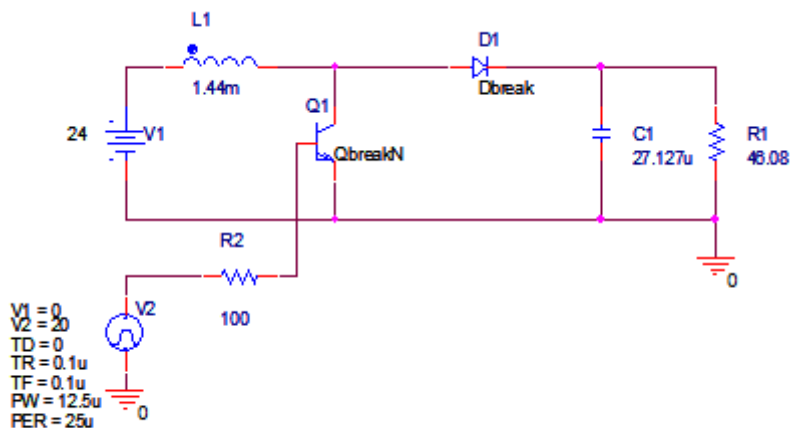 L1
1.44m
D1
Dbreak
24
V1
Q1
QbreakN
C1
27.127u
R1
46.08
R2
100
0
V2
V1 = 0
V2 = 20
TD = 0
TR = 0.1u
TF = 0.1u
PW = 12.5u
PER = 25u
0